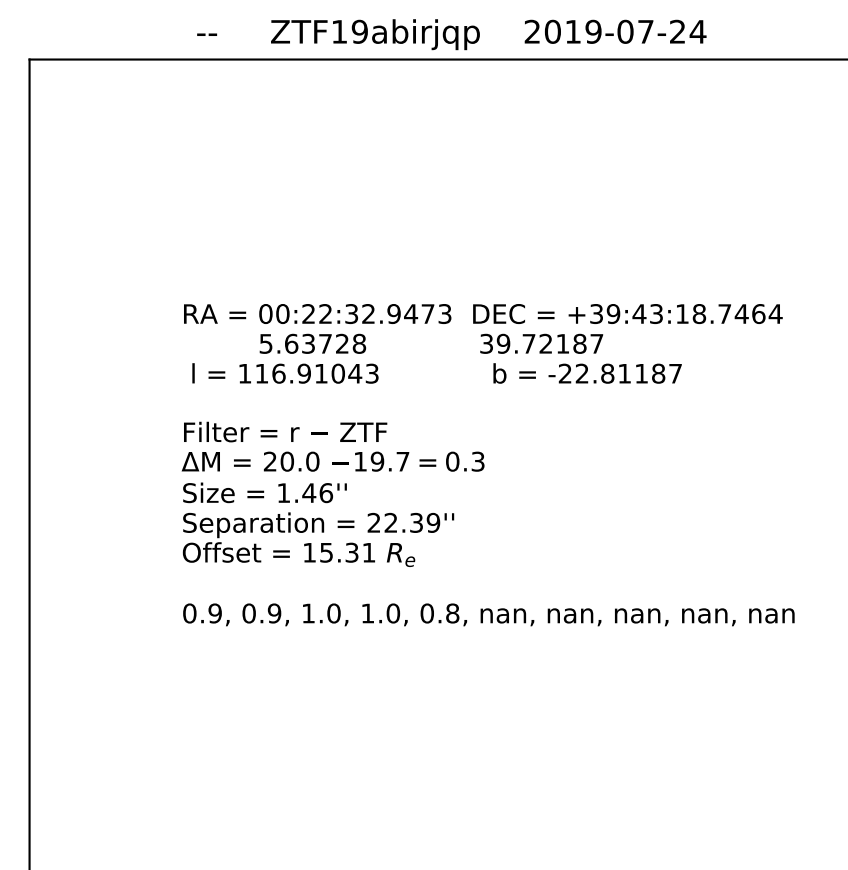 -- ZTF19abirjqp 2019-07-24
RA = 00:22:32.9473 DEC = +39:43:18.7464
5.63728 39.72187
l = 116.91043 b = -22.81187
Filter = r − ZTF
ΔM = 20.0 −19.7 = 0.3
Size = 1.46''
Separation = 22.39''
Offset = 15.31 Re
0.9, 0.9, 1.0, 1.0, 0.8, nan, nan, nan, nan, nan